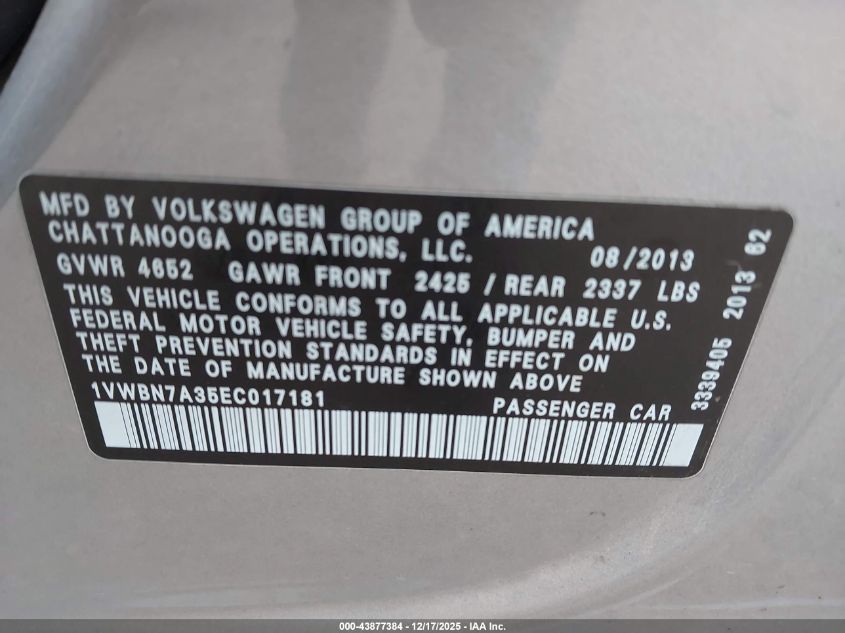 MFD BY VOLKSWAGEN GROUP OF AMERICA
CHATTANOOGA OPERATIONS, LLC. 08/2013
GVWR 4652 GAWR FRONT 2425 / REAR 2337 LBS
THIS VEHICLE CONFORMS TO ALL APPLICABLE U.S.
FEDERAL MOTOR VEHICLE SAFETY, BUMPER AND
THEFT PREVENTION STANDARDS IN EFFECT ON
THE DATE OF MANUFACTURE SHOWN ABOVE
1VWBN7A35EC017181 PASSENGER CAR
3339405 2013 62
000-43877384 - 12/17/2025 - IAA Inc.